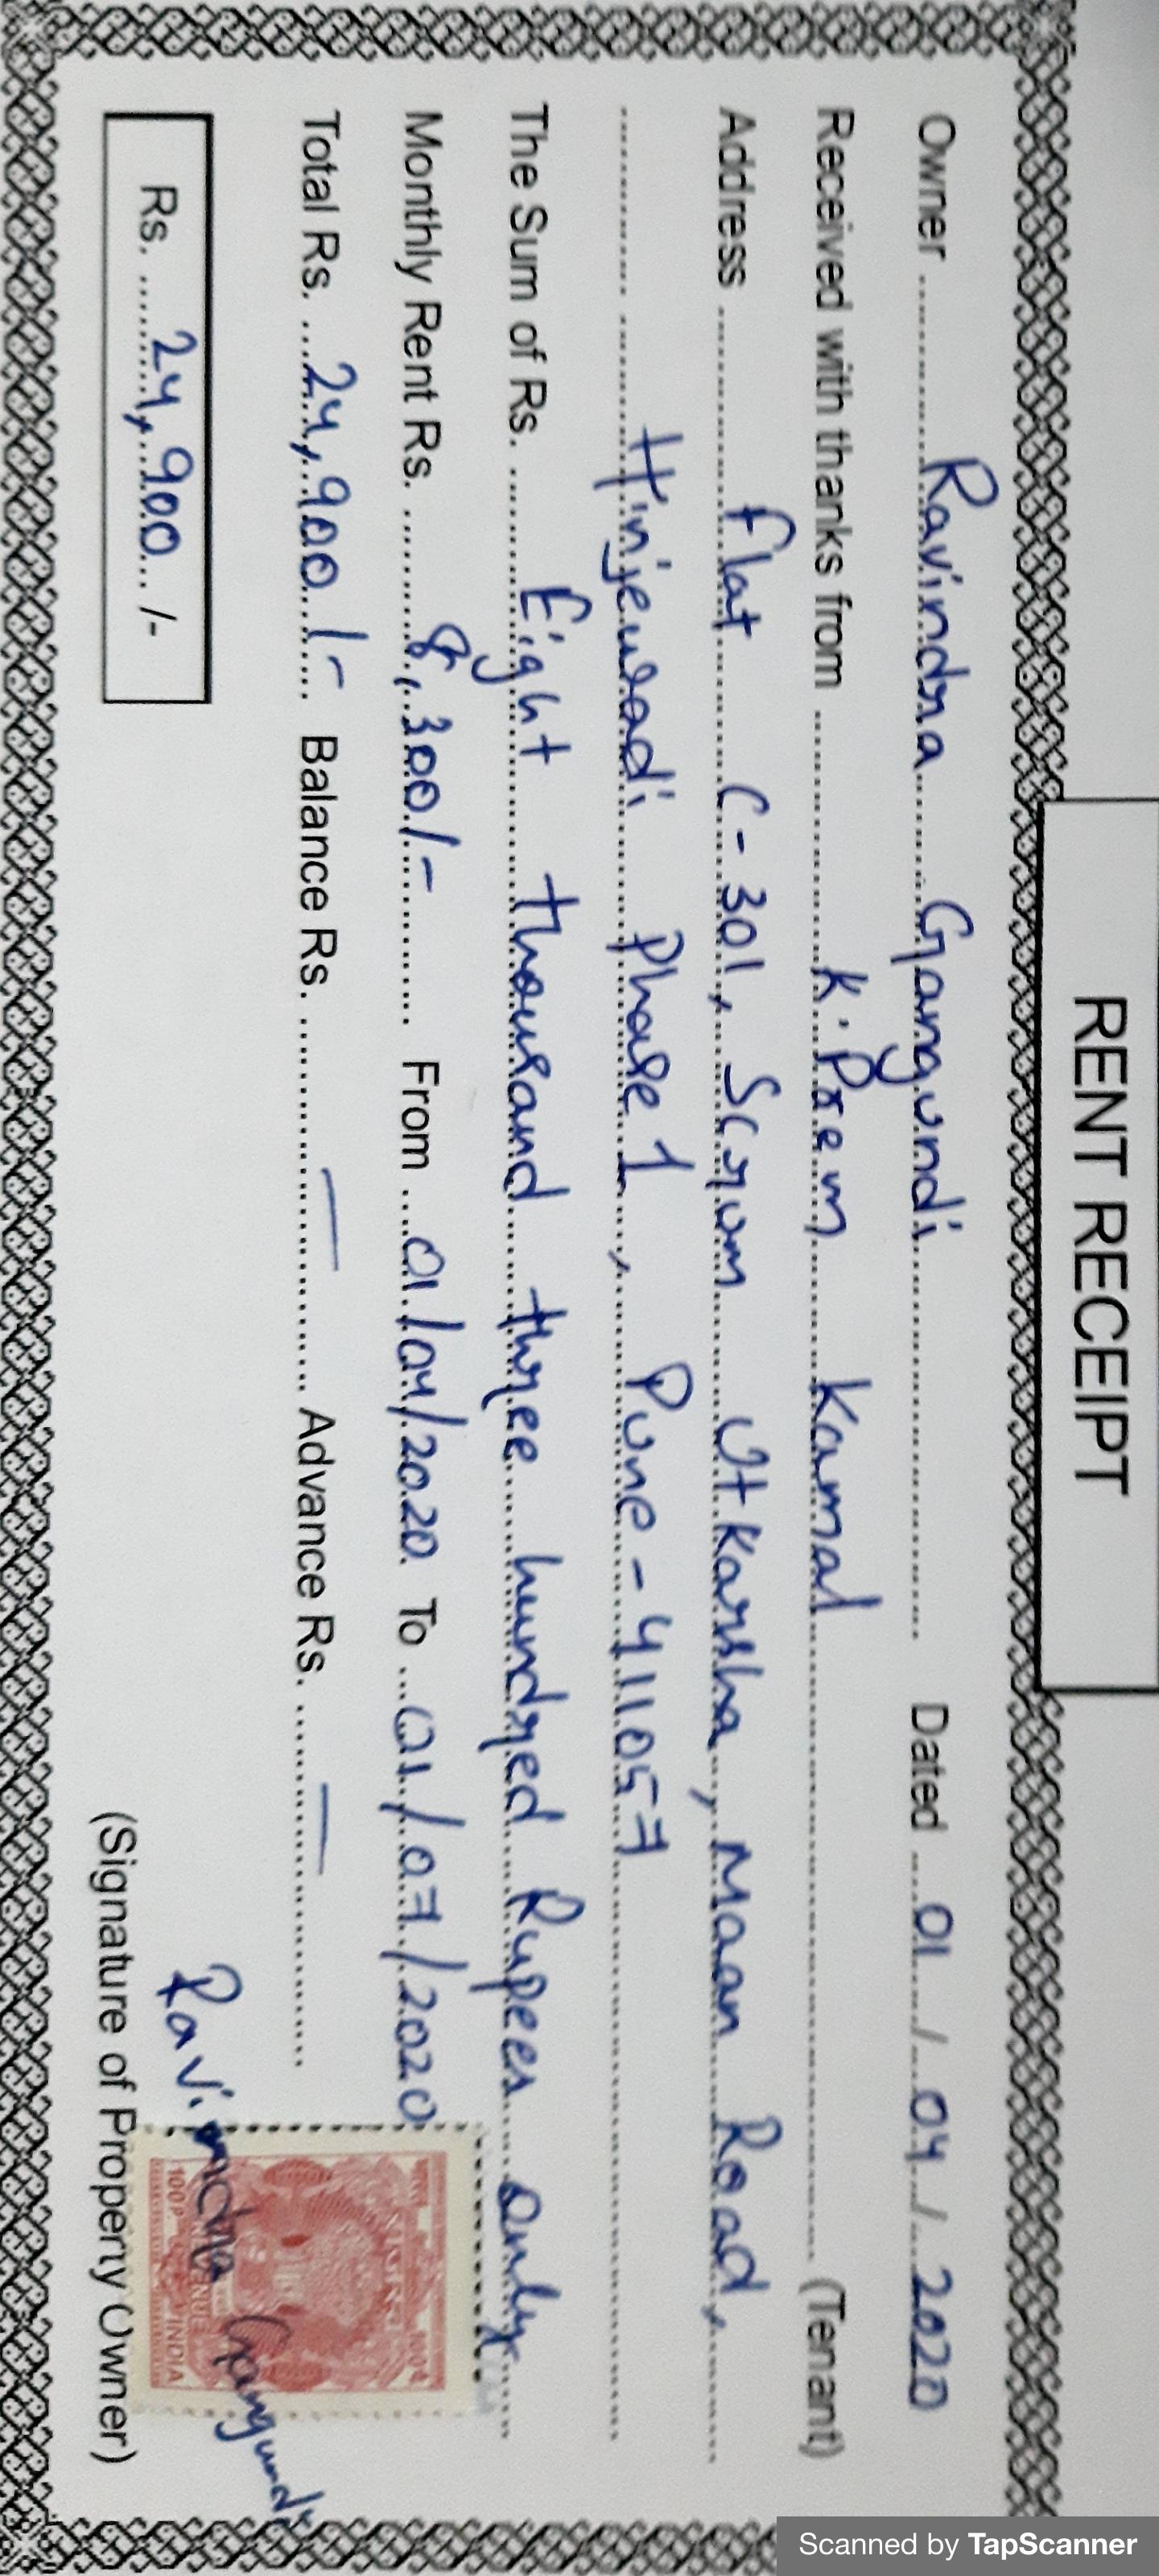 RENT RECEIPT
Owner ............ Ravindra Gangundi ............ Dated ... 01 / 04 / 2020
Received with thanks from ............ K. Prem Kamal ............ (Tenant)
Address ............ Flat C-301, Scrum Utkarsha, Maan Road,
............ Hinjewadi Phase 1, Pune - 411057 ............
The Sum of Rs. ......... Eight thousand three hundred Rupees Only
Monthly Rent Rs. ......... 8,300/- ......... From ... 01/04/2020 To ... 01/07/2020
Total Rs. ... 24,900/- ... Balance Rs. ......... — ......... Advance Rs. ......... — .........
Rs. ......... 24,900 ... /-
Ravindra Gangundi
100P
INDIA
(Signature of Property Owner)
Scanned by TapScanner